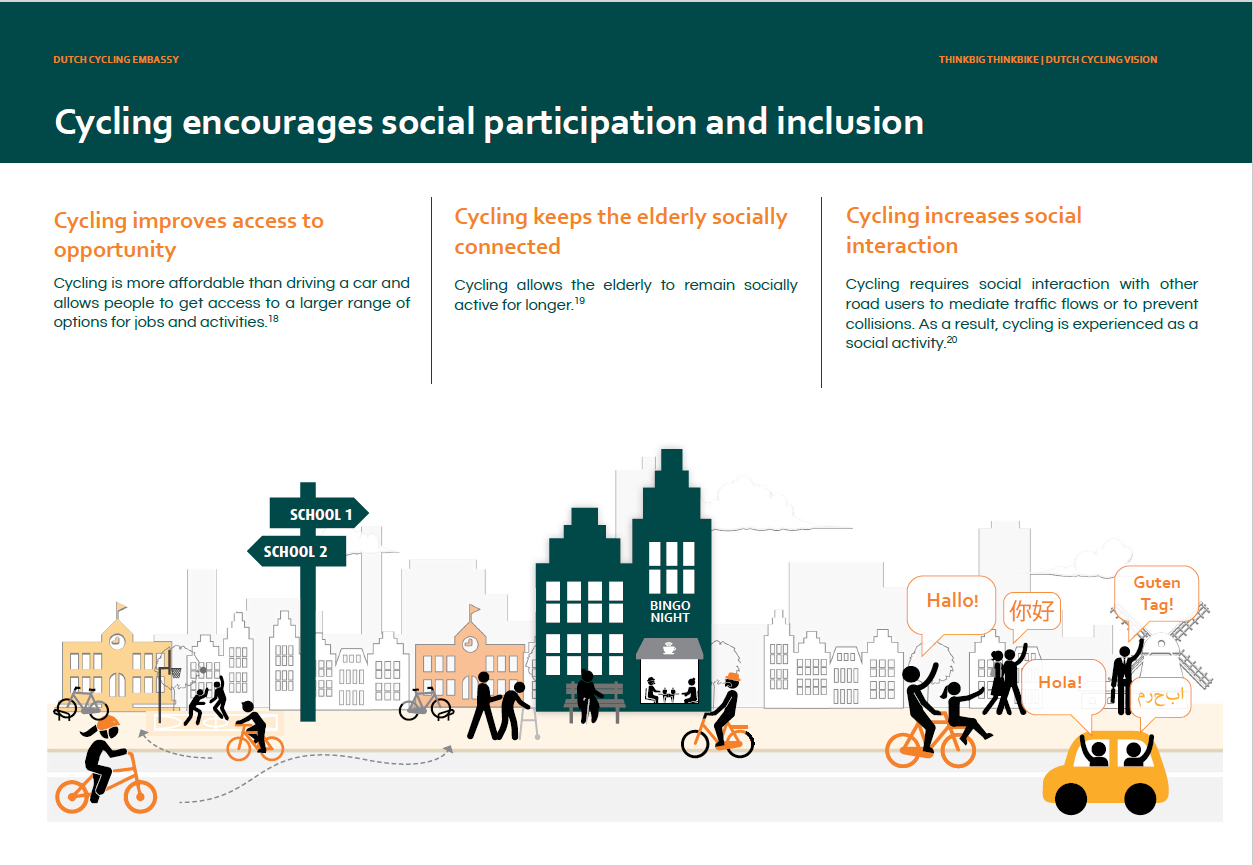 DUTCH CYCLING EMBASSY
THINKBIG THINKBIKE | DUTCH CYCLING VISION
Cycling encourages social participation and inclusion
Cycling improves access to
opportunity
Cycling is more affordable than driving a car and
allows people to get access to a larger range of
options for jobs and activities.18
Cycling keeps the elderly socially
connected
Cycling allows the elderly to remain socially
active for longer.19
Cycling increases social
interaction
Cycling requires social interaction with other
road users to mediate traffic flows or to prevent
collisions. As a result, cycling is experienced as a
social activity.20
SCHOOL 1
SCHOOL 2
BINGO
NIGHT
Hallo!
你好
Guten
Tag!
Hola!
ابحرم